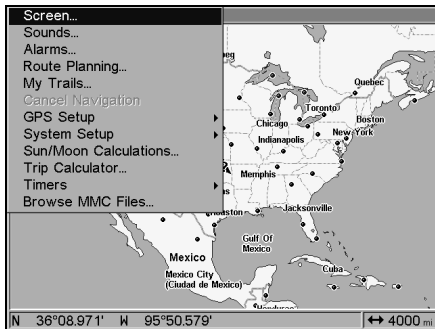 Screen...
Sounds...
Alarms...
Route Planning...
My Trails...
Cancel Navigation
GPS Setup
System Setup
Sun/Moon Calculations...
Trip Calculator...
Timers
Browse MMC Files...
Quebec
Toronto
Boston
Chicago
New York
Indianapolis
Memphis
Jacksonville
Gulf Of
Mexico
Mexico
Cuba
Mexico City
(Ciudad de Mexico)
N 36°08.971' W 95°50.579' ↔ 4000 mi